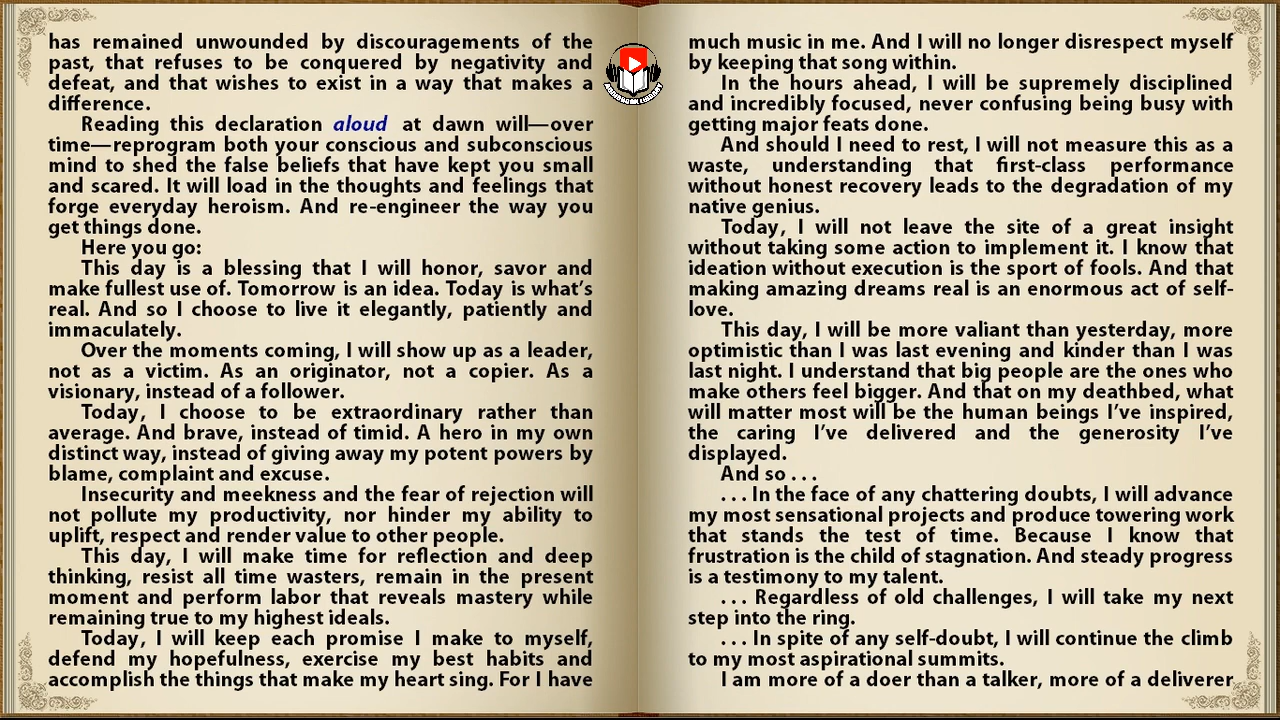 has remained unwounded by discouragements of the
past, that refuses to be conquered by negativity and
defeat, and that wishes to exist in a way that makes a
difference.
Reading this declaration aloud at dawn will—over
time—reprogram both your conscious and subconscious
mind to shed the false beliefs that have kept you small
and scared. It will load in the thoughts and feelings that
forge everyday heroism. And re-engineer the way you
get things done.
Here you go:
This day is a blessing that I will honor, savor and
make fullest use of. Tomorrow is an idea. Today is what’s
real. And so I choose to live it elegantly, patiently and
immaculately.
Over the moments coming, I will show up as a leader,
not as a victim. As an originator, not a copier. As a
visionary, instead of a follower.
Today, I choose to be extraordinary rather than
average. And brave, instead of timid. A hero in my own
distinct way, instead of giving away my potent powers by
blame, complaint and excuse.
Insecurity and meekness and the fear of rejection will
not pollute my productivity, nor hinder my ability to
uplift, respect and render value to other people.
This day, I will make time for reflection and deep
thinking, resist all time wasters, remain in the present
moment and perform labor that reveals mastery while
remaining true to my highest ideals.
Today, I will keep each promise I make to myself,
defend my hopefulness, exercise my best habits and
accomplish the things that make my heart sing. For I have
much music in me. And I will no longer disrespect myself
by keeping that song within.
In the hours ahead, I will be supremely disciplined
and incredibly focused, never confusing being busy with
getting major feats done.
And should I need to rest, I will not measure this as a
waste, understanding that first-class performance
without honest recovery leads to the degradation of my
native genius.
Today, I will not leave the site of a great insight
without taking some action to implement it. I know that
ideation without execution is the sport of fools. And that
making amazing dreams real is an enormous act of self-
love.
This day, I will be more valiant than yesterday, more
optimistic than I was last evening and kinder than I was
last night. I understand that big people are the ones who
make others feel bigger. And that on my deathbed, what
will matter most will be the human beings I’ve inspired,
the caring I’ve delivered and the generosity I’ve
displayed.
And so . . .
. . . In the face of any chattering doubts, I will advance
my most sensational projects and produce towering work
that stands the test of time. Because I know that
frustration is the child of stagnation. And steady progress
is a testimony to my talent.
. . . Regardless of old challenges, I will take my next
step into the ring.
. . . In spite of any self-doubt, I will continue the climb
to my most aspirational summits.
I am more of a doer than a talker, more of a deliverer